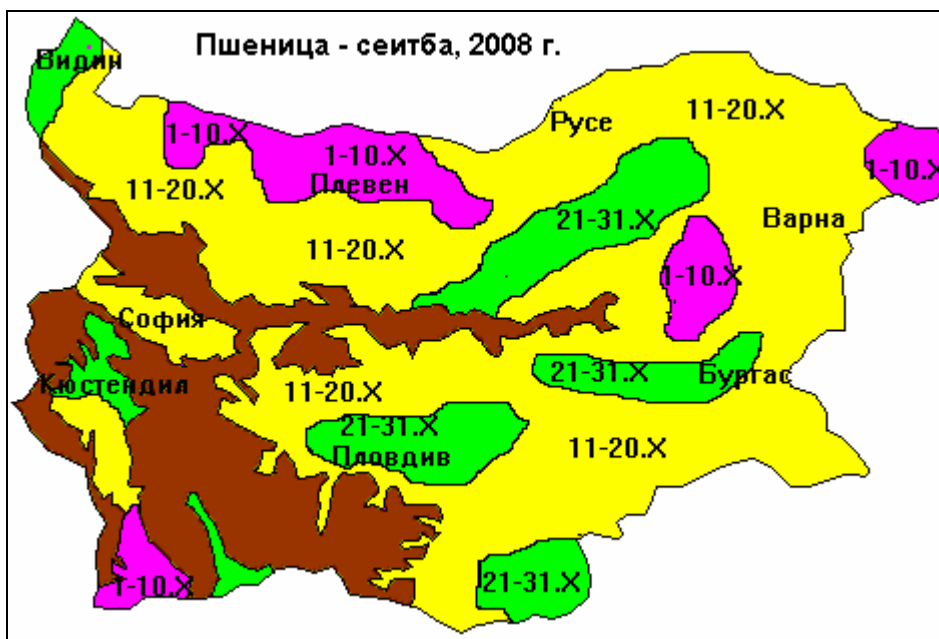 Пшеница - сеитба, 2008 г.
Видин
Русе
11-20.X
1-10.X
1-10.X
1-10.X
Плевен
11-20.X
21-31.X
Варна
11-20.X
1-10.X
София
21-31.X
Бургас
Кюстендил
11-20.X
21-31.X
Пловдив
11-20.X
1-10.X
21-31.X